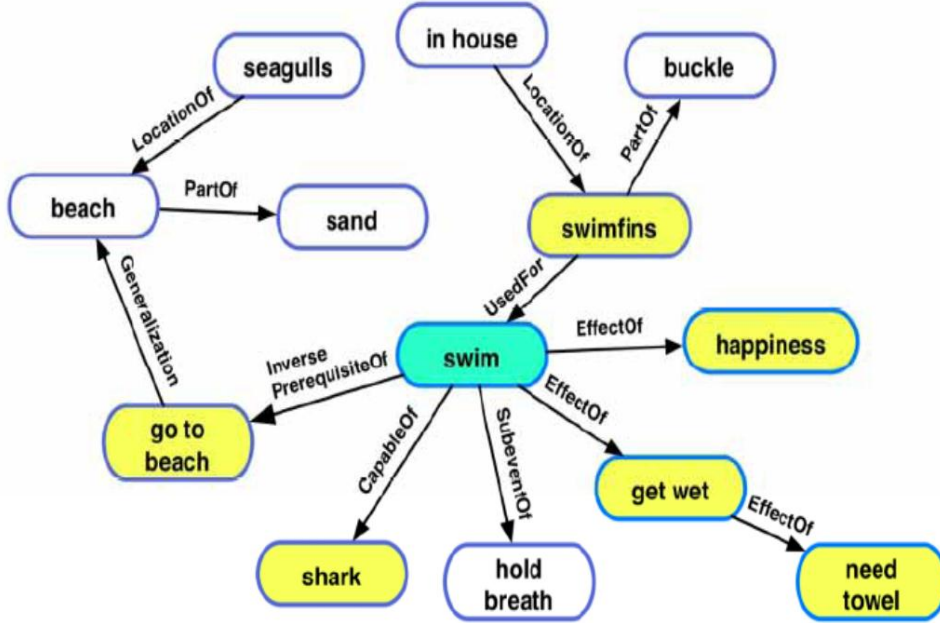 in house
seagulls
buckle
LocationOf
LocationOf
PartOf
beach
PartOf
sand
swimfins
Generalization
UsedFor
swim
EffectOf
happiness
Inverse
PrerequisiteOf
EffectOf
go to
beach
CapableOf
SubeventOf
get wet
EffectOf
shark
hold
breath
need
towel